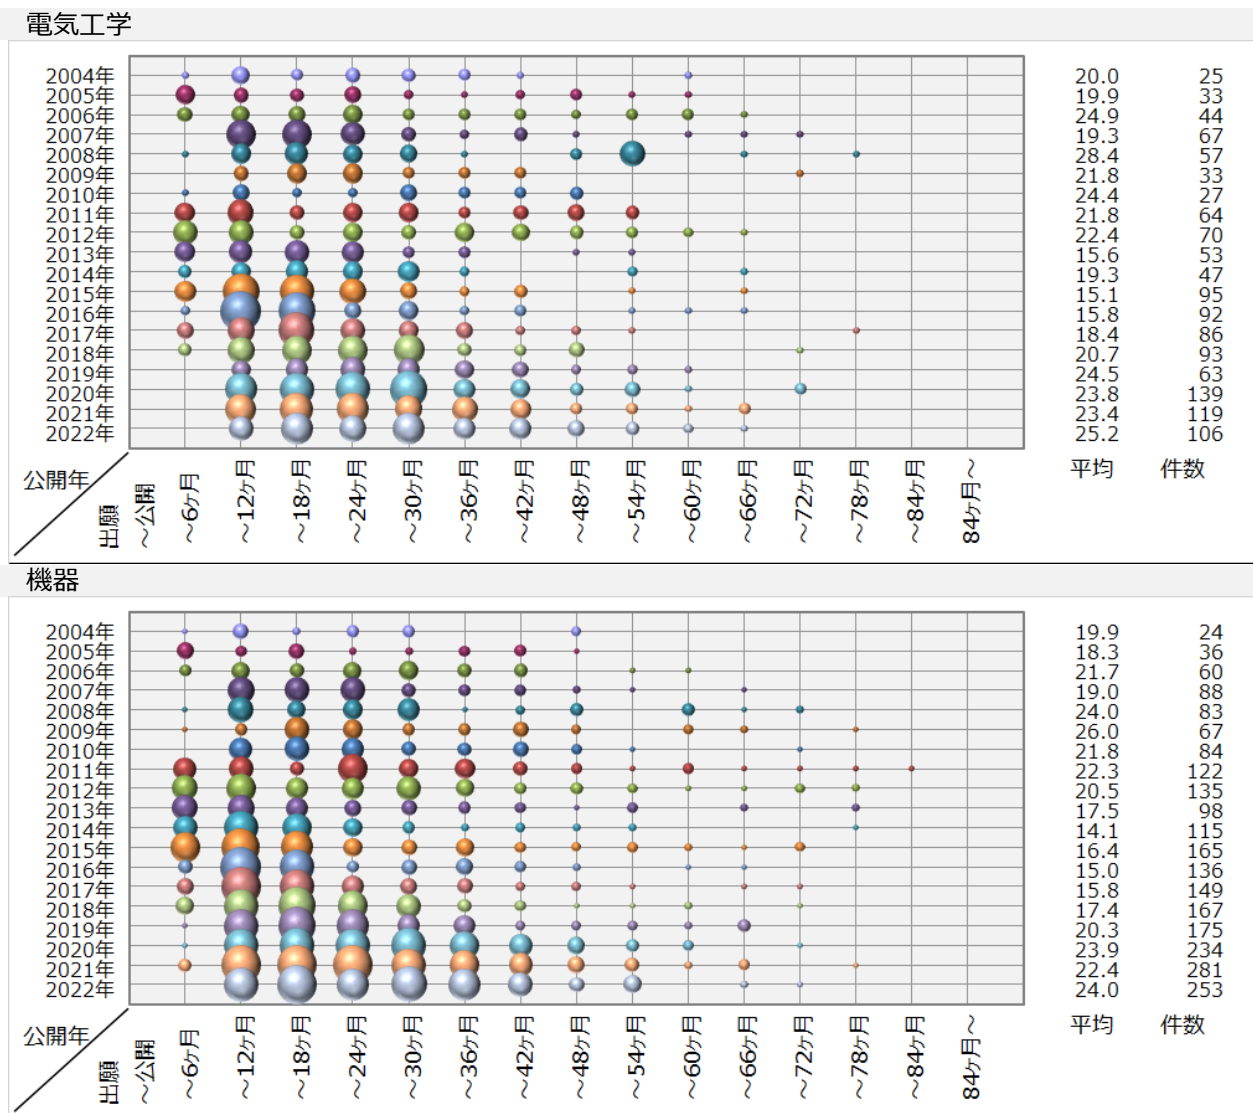 電気工学
2004年 20.0 25
2005年 19.9 33
2006年 24.9 44
2007年 19.3 67
2008年 28.4 57
2009年 21.8 33
2010年 24.4 27
2011年 21.8 64
2012年 22.4 70
2013年 15.6 53
2014年 19.3 47
2015年 15.1 95
2016年 15.8 92
2017年 18.4 86
2018年 20.7 93
2019年 24.5 63
2020年 23.8 139
2021年 23.4 119
2022年 25.2 106
公開年 平均 件数
出願 ～公開 ～6ヶ月 ～12ヶ月 ～18ヶ月 ～24ヶ月 ～30ヶ月 ～36ヶ月 ～42ヶ月 ～48ヶ月 ～54ヶ月 ～60ヶ月 ～66ヶ月 ～72ヶ月 ～78ヶ月 ～84ヶ月 84ヶ月～
機器
2004年 19.9 24
2005年 18.3 36
2006年 21.7 60
2007年 19.0 88
2008年 24.0 83
2009年 26.0 67
2010年 21.8 84
2011年 22.3 122
2012年 20.5 135
2013年 17.5 98
2014年 14.1 115
2015年 16.4 165
2016年 15.0 136
2017年 15.8 149
2018年 17.4 167
2019年 20.3 175
2020年 23.9 234
2021年 22.4 281
2022年 24.0 253
公開年 平均 件数
出願 ～公開 ～6ヶ月 ～12ヶ月 ～18ヶ月 ～24ヶ月 ～30ヶ月 ～36ヶ月 ～42ヶ月 ～48ヶ月 ～54ヶ月 ～60ヶ月 ～66ヶ月 ～72ヶ月 ～78ヶ月 ～84ヶ月 84ヶ月～